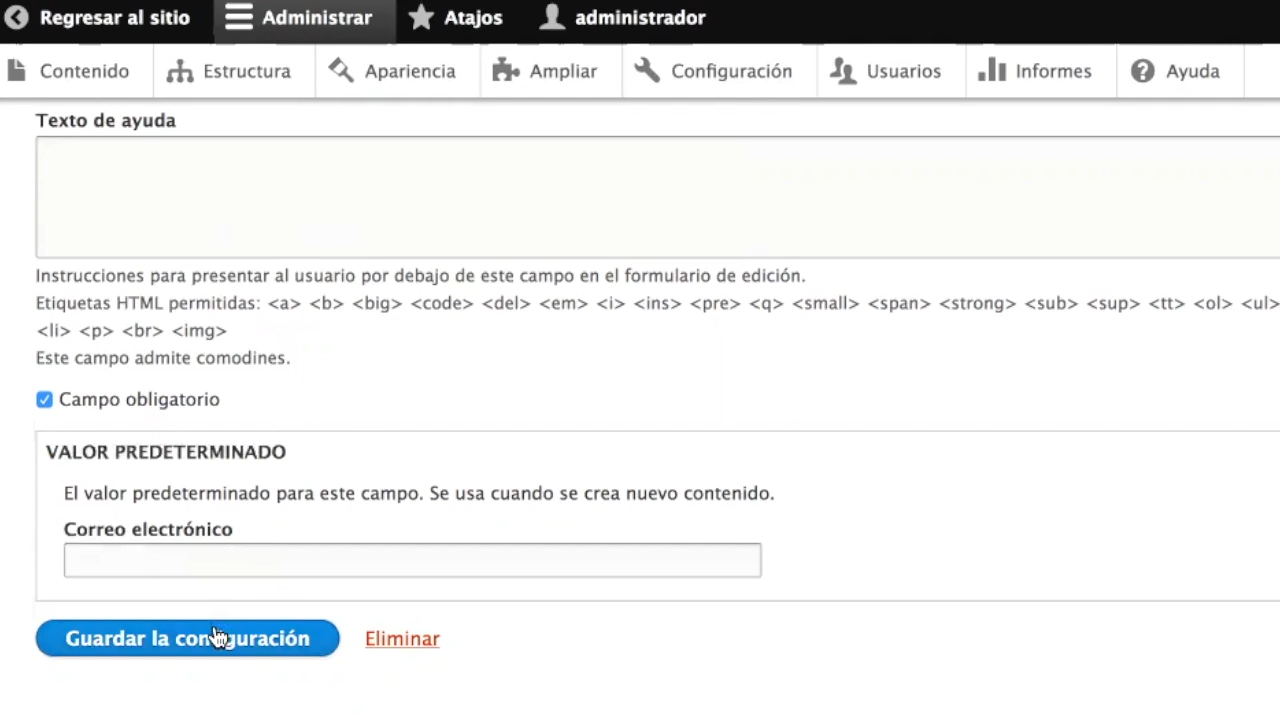 Regresar al sitio Administrar Atajos administrador
Contenido Estructura Apariencia Ampliar Configuración Usuarios Informes Ayuda
Texto de ayuda
Instrucciones para presentar al usuario por debajo de este campo en el formulario de edición.
Etiquetas HTML permitidas: <a> <b> <big> <code> <del> <em> <i> <ins> <pre> <q> <small> <span> <strong> <sub> <sup> <tt> <ol> <ul>
<li> <p> <br> <img>
Este campo admite comodines.
Campo obligatorio
VALOR PREDETERMINADO
El valor predeterminado para este campo. Se usa cuando se crea nuevo contenido.
Correo electrónico
Guardar la configuración Eliminar